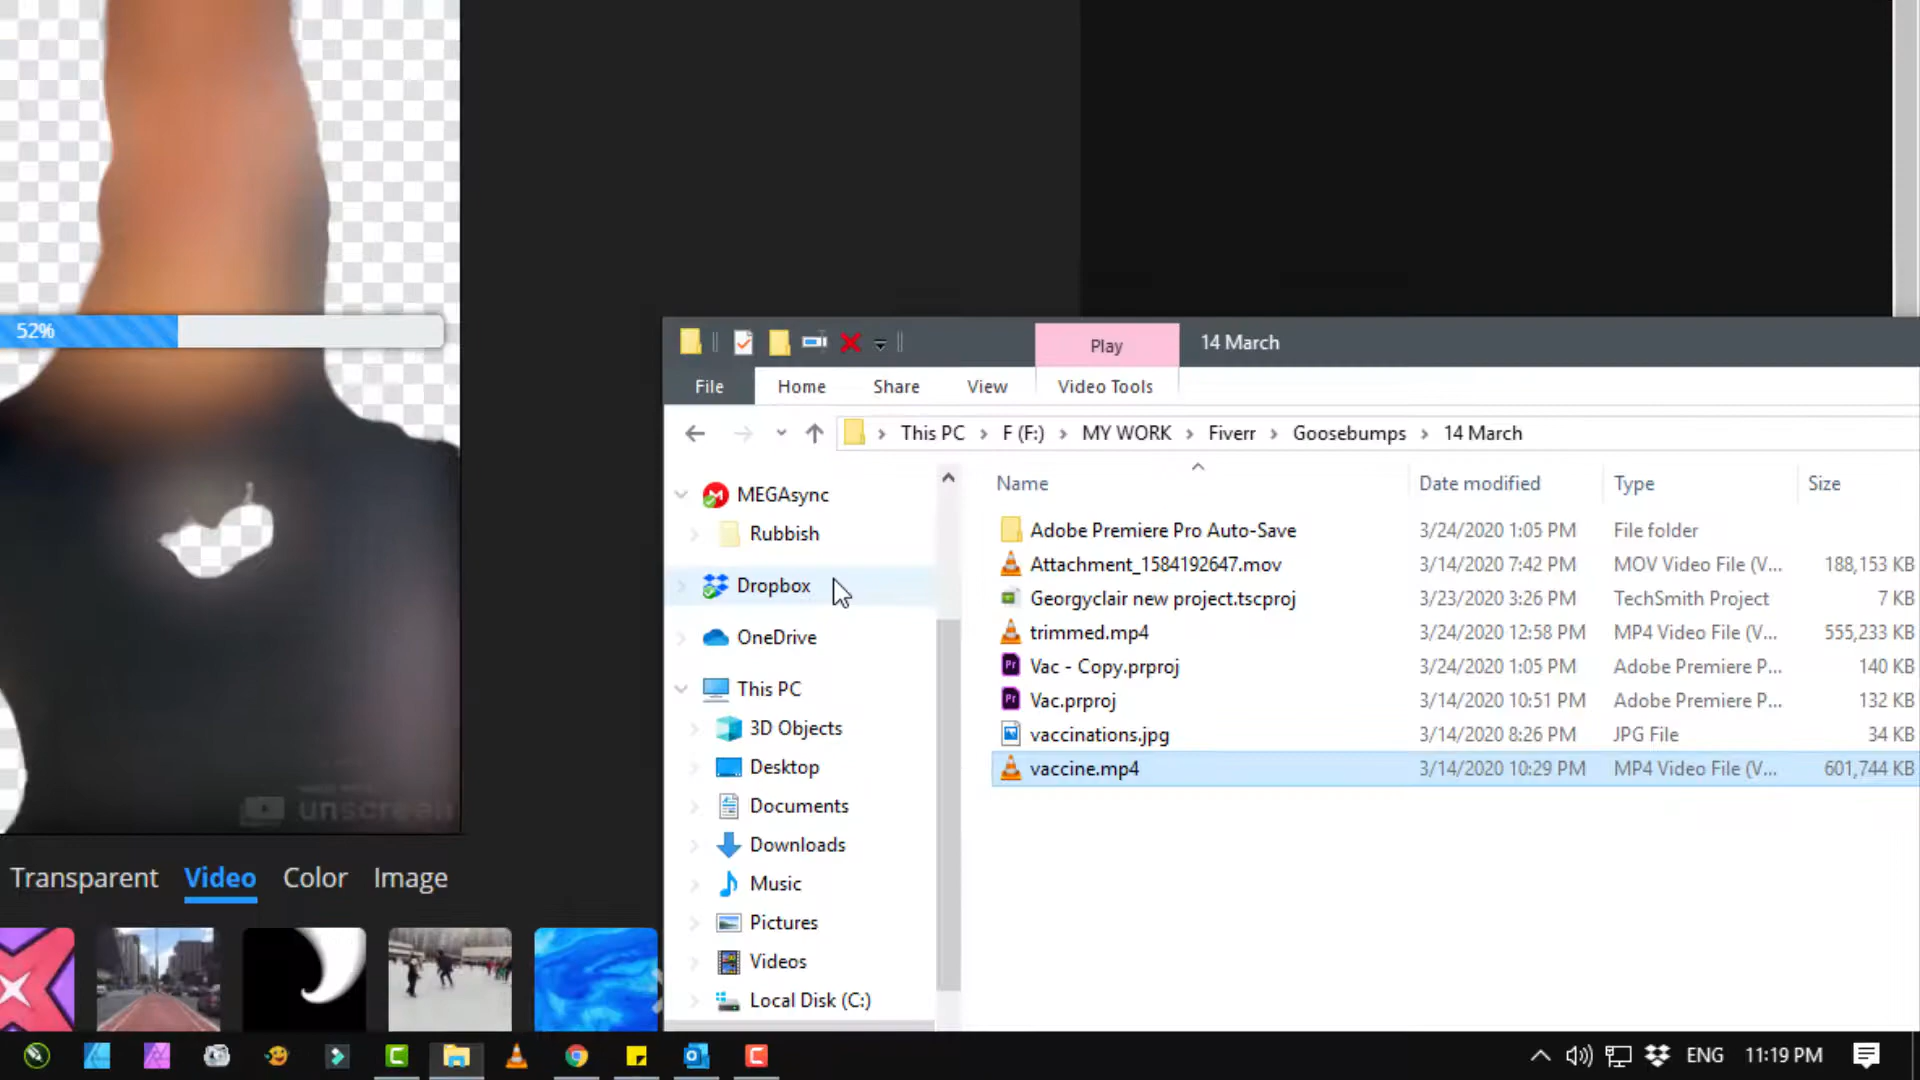 52%
unscreen
Transparent Video Color Image
Play 14 March
File Home Share View Video Tools
This PC F (F:) MY WORK Fiverr Goosebumps 14 March
MEGAsync
Rubbish
Dropbox
OneDrive
This PC
3D Objects
Desktop
Documents
Downloads
Music
Pictures
Videos
Local Disk (C:)
Name Date modified Type Size
Adobe Premiere Pro Auto-Save 3/24/2020 1:05 PM File folder
Attachment_1584192647.mov 3/14/2020 7:42 PM MOV Video File (V... 188,153 KB
Georgyclair new project.tscproj 3/23/2020 3:26 PM TechSmith Project 7 KB
trimmed.mp4 3/24/2020 12:58 PM MP4 Video File (V... 555,233 KB
Vac - Copy.prproj 3/24/2020 1:05 PM Adobe Premiere P... 140 KB
Vac.prproj 3/14/2020 10:51 PM Adobe Premiere P... 132 KB
vaccinations.jpg 3/14/2020 8:26 PM JPG File 34 KB
vaccine.mp4 3/14/2020 10:29 PM MP4 Video File (V... 601,744 KB
ENG 11:19 PM